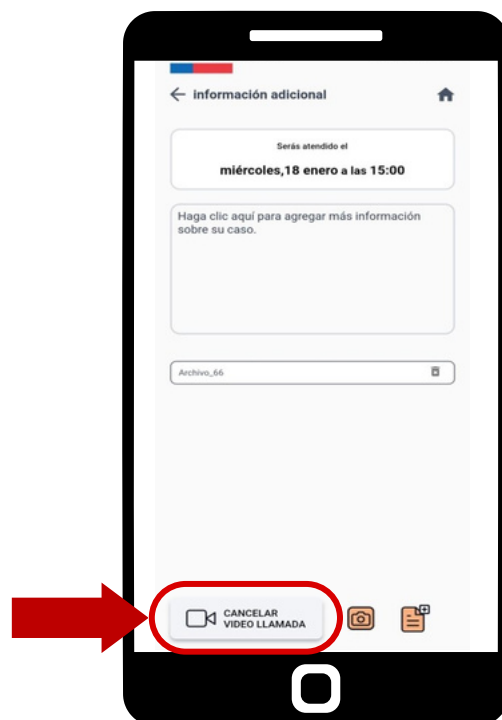 información adicional
Serás atendido el
miércoles,18 enero a las 15:00
Haga clic aquí para agregar más información
sobre su caso.
Archivo_66
CANCELAR
VIDEO LLAMADA